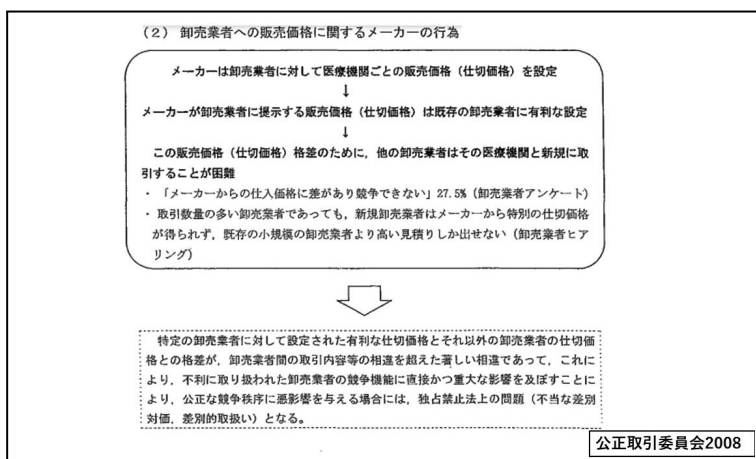 （2） 卸売業者への販売価格に関するメーカーの行為
メーカーは卸売業者に対して医療機関ごとの販売価格（仕切価格）を設定
↓
メーカーが卸売業者に提示する販売価格（仕切価格）は既存の卸売業者に有利な設定
↓
この販売価格（仕切価格）格差のために，他の卸売業者はその医療機関と新規に取
引することが困難
・ 「メーカーからの仕入価格に差があり競争できない」27.5%（卸売業者アンケート）
・ 取引数量の多い卸売業者であっても，新規卸売業者はメーカーから特別の仕切価格
が得られず，既存の小規模の卸売業者より高い見積りしか出せない（卸売業者ヒア
リング）
特定の卸売業者に対して設定された有利な仕切価格とそれ以外の卸売業者の仕切価
格との格差が，卸売業者間の取引内容等の相違を超えた著しい相違であって，これに
より，不利に取り扱われた卸売業者の競争機能に直接かつ重大な影響を及ぼすことに
より，公正な競争秩序に悪影響を与える場合には，独占禁止法上の問題（不当な差別
対価，差別的取扱い）となる。
公正取引委員会2008